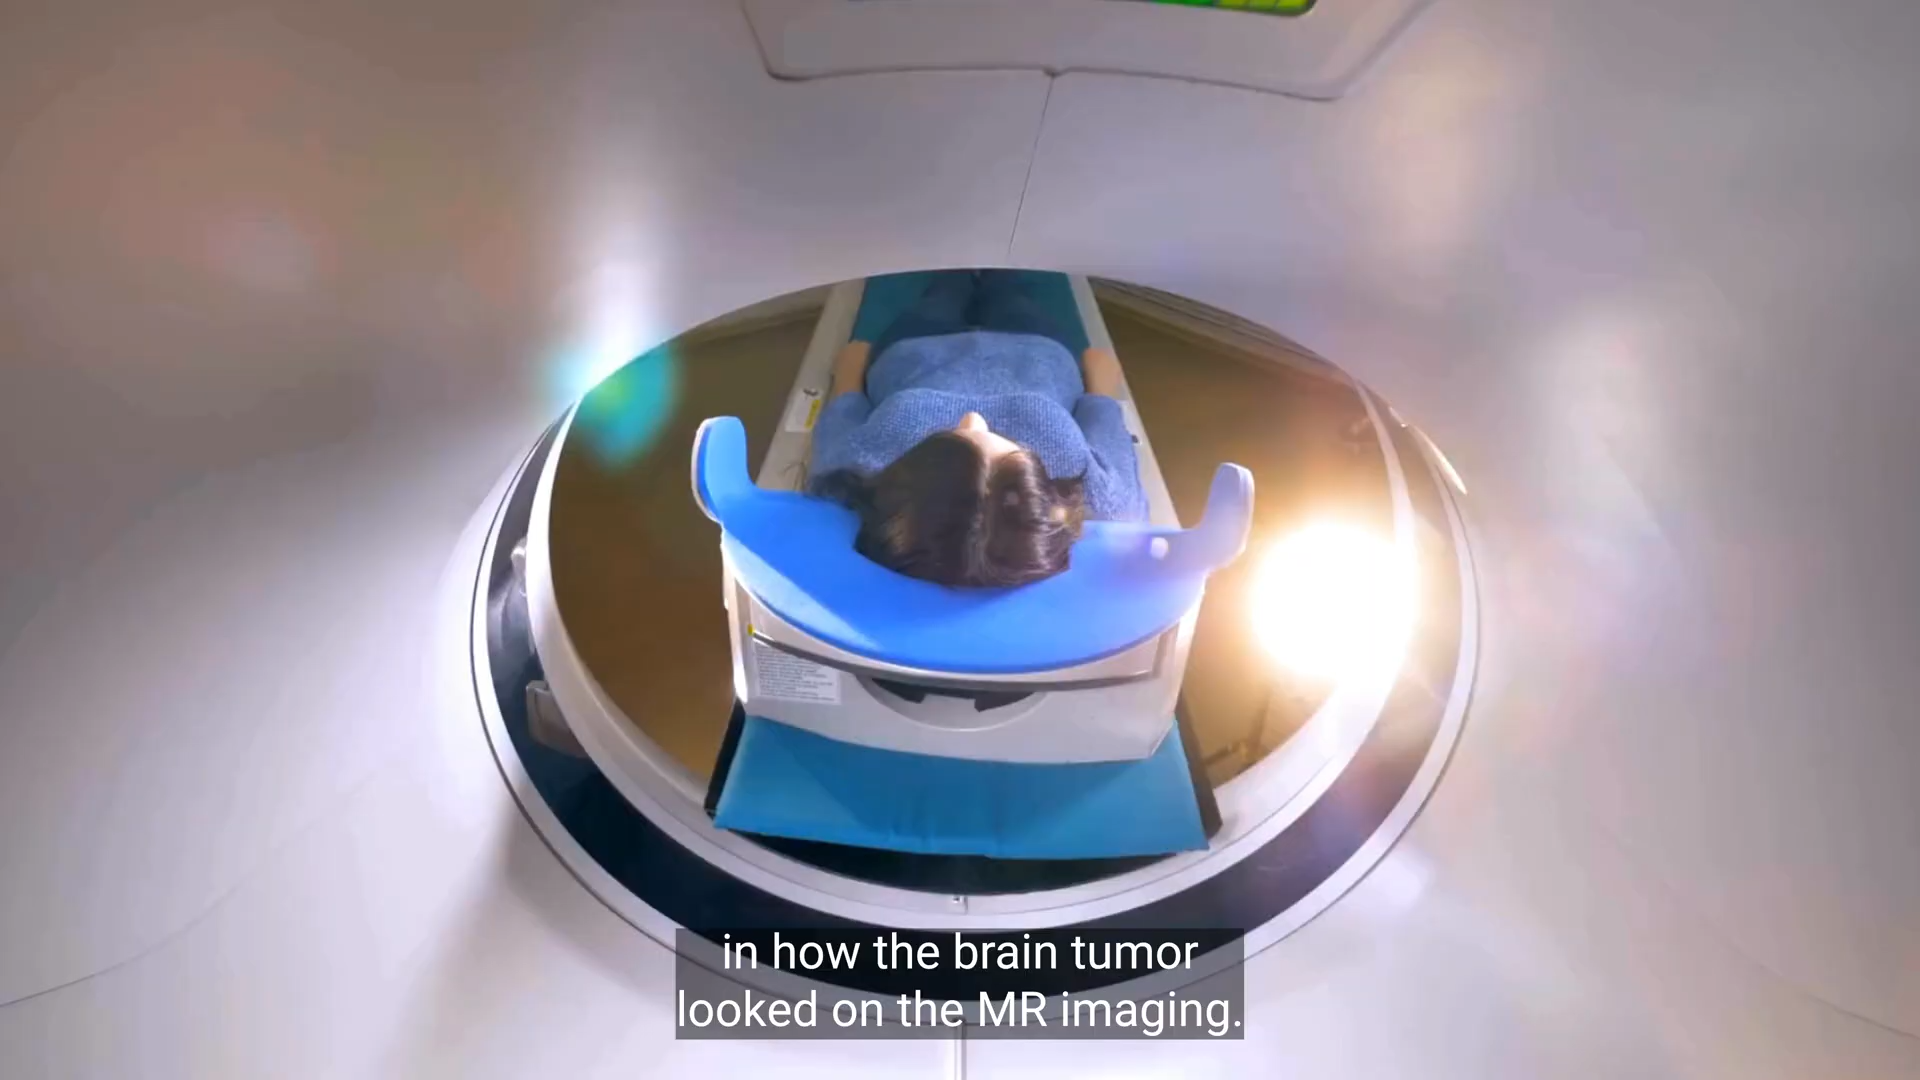 in how the brain tumor
looked on the MR imaging.